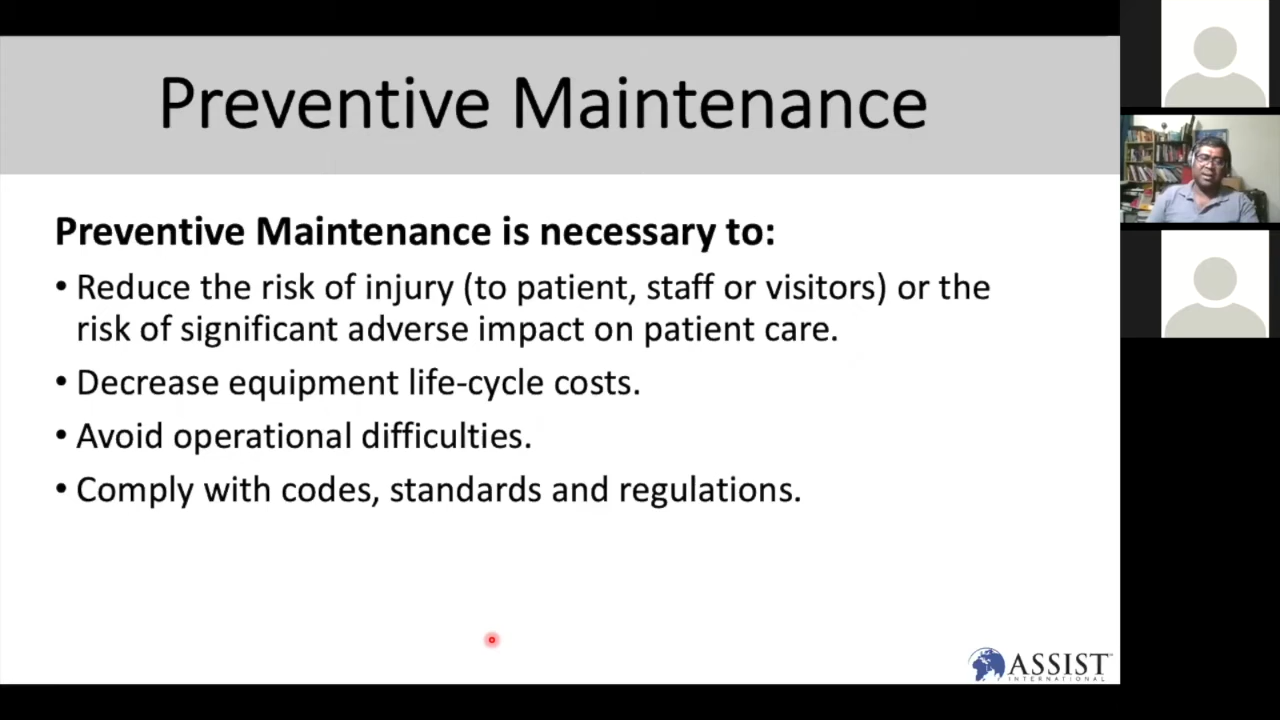 Preventive Maintenance
Preventive Maintenance is necessary to:
• Reduce the risk of injury (to patient, staff or visitors) or the
risk of significant adverse impact on patient care.
• Decrease equipment life-cycle costs.
• Avoid operational difficulties.
• Comply with codes, standards and regulations.
ASSIST
INTERNATIONAL